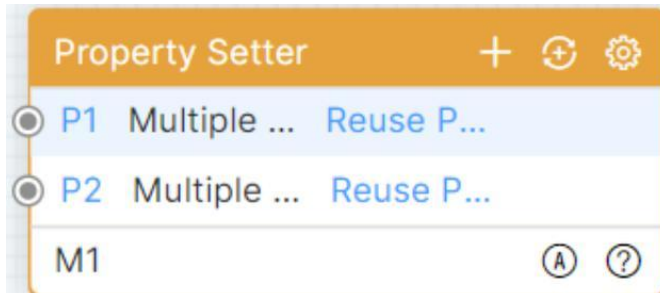 Property Setter
P1 Multiple ... Reuse P...
P2 Multiple ... Reuse P...
M1 A ?